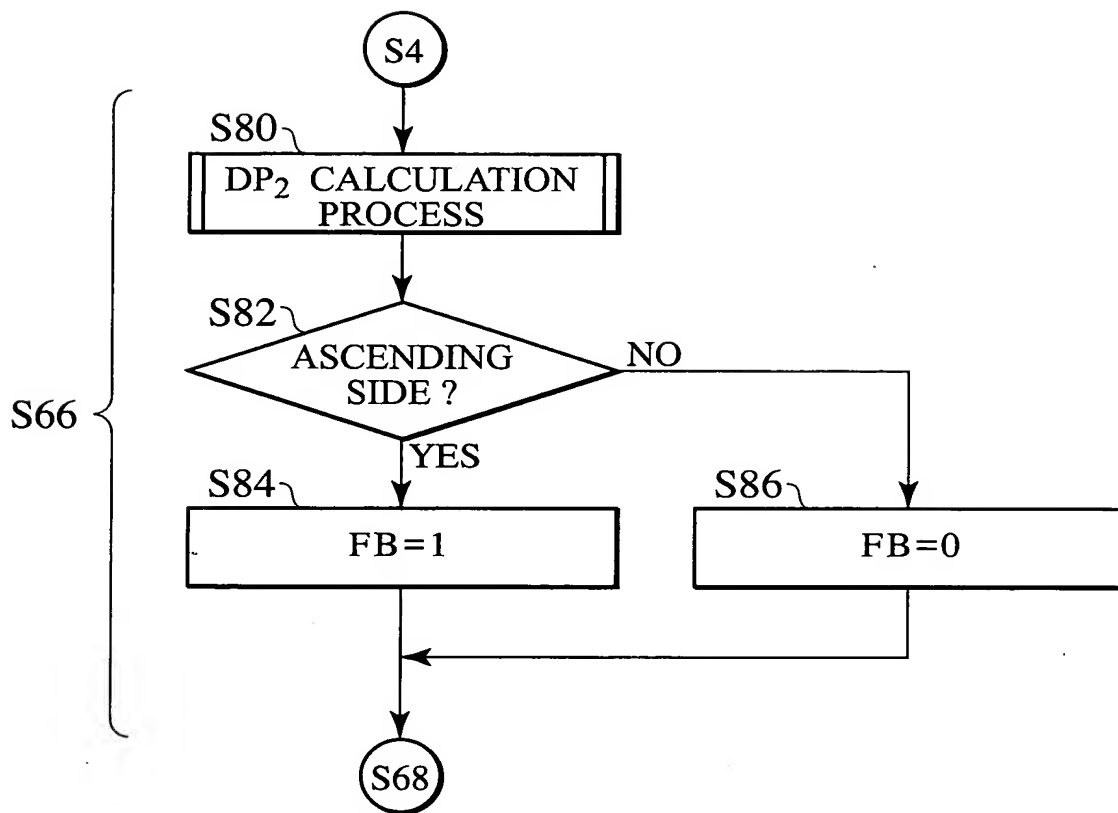 S4
S80
DP₂ CALCULATION
PROCESS
S82
ASCENDING
SIDE ?
NO
S66
YES
S84
S86
FB=1
FB=0
S68